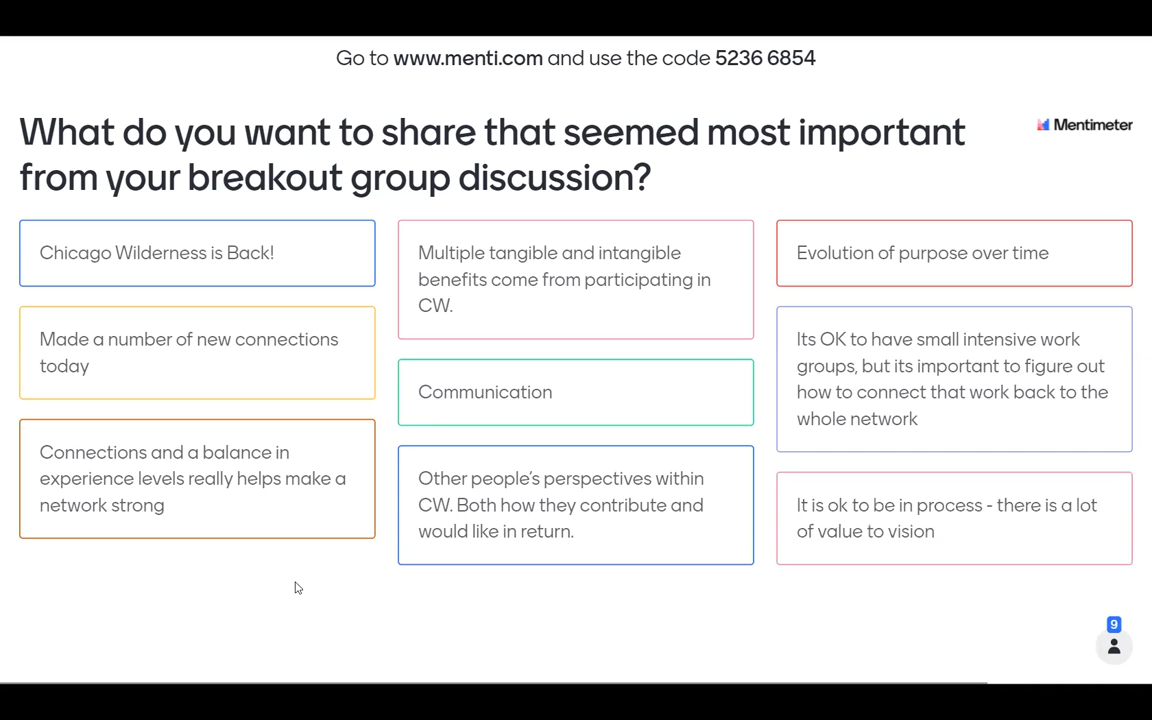 Go to www.menti.com and use the code 5236 6854
What do you want to share that seemed most important
from your breakout group discussion?
Mentimeter
Chicago Wilderness is Back!
Made a number of new connections
today
Connections and a balance in
experience levels really helps make a
network strong
Multiple tangible and intangible
benefits come from participating in
CW.
Communication
Other people's perspectives within
CW. Both how they contribute and
would like in return.
Evolution of purpose over time
Its OK to have small intensive work
groups, but its important to figure out
how to connect that work back to the
whole network
It is ok to be in process - there is a lot
of value to vision
9